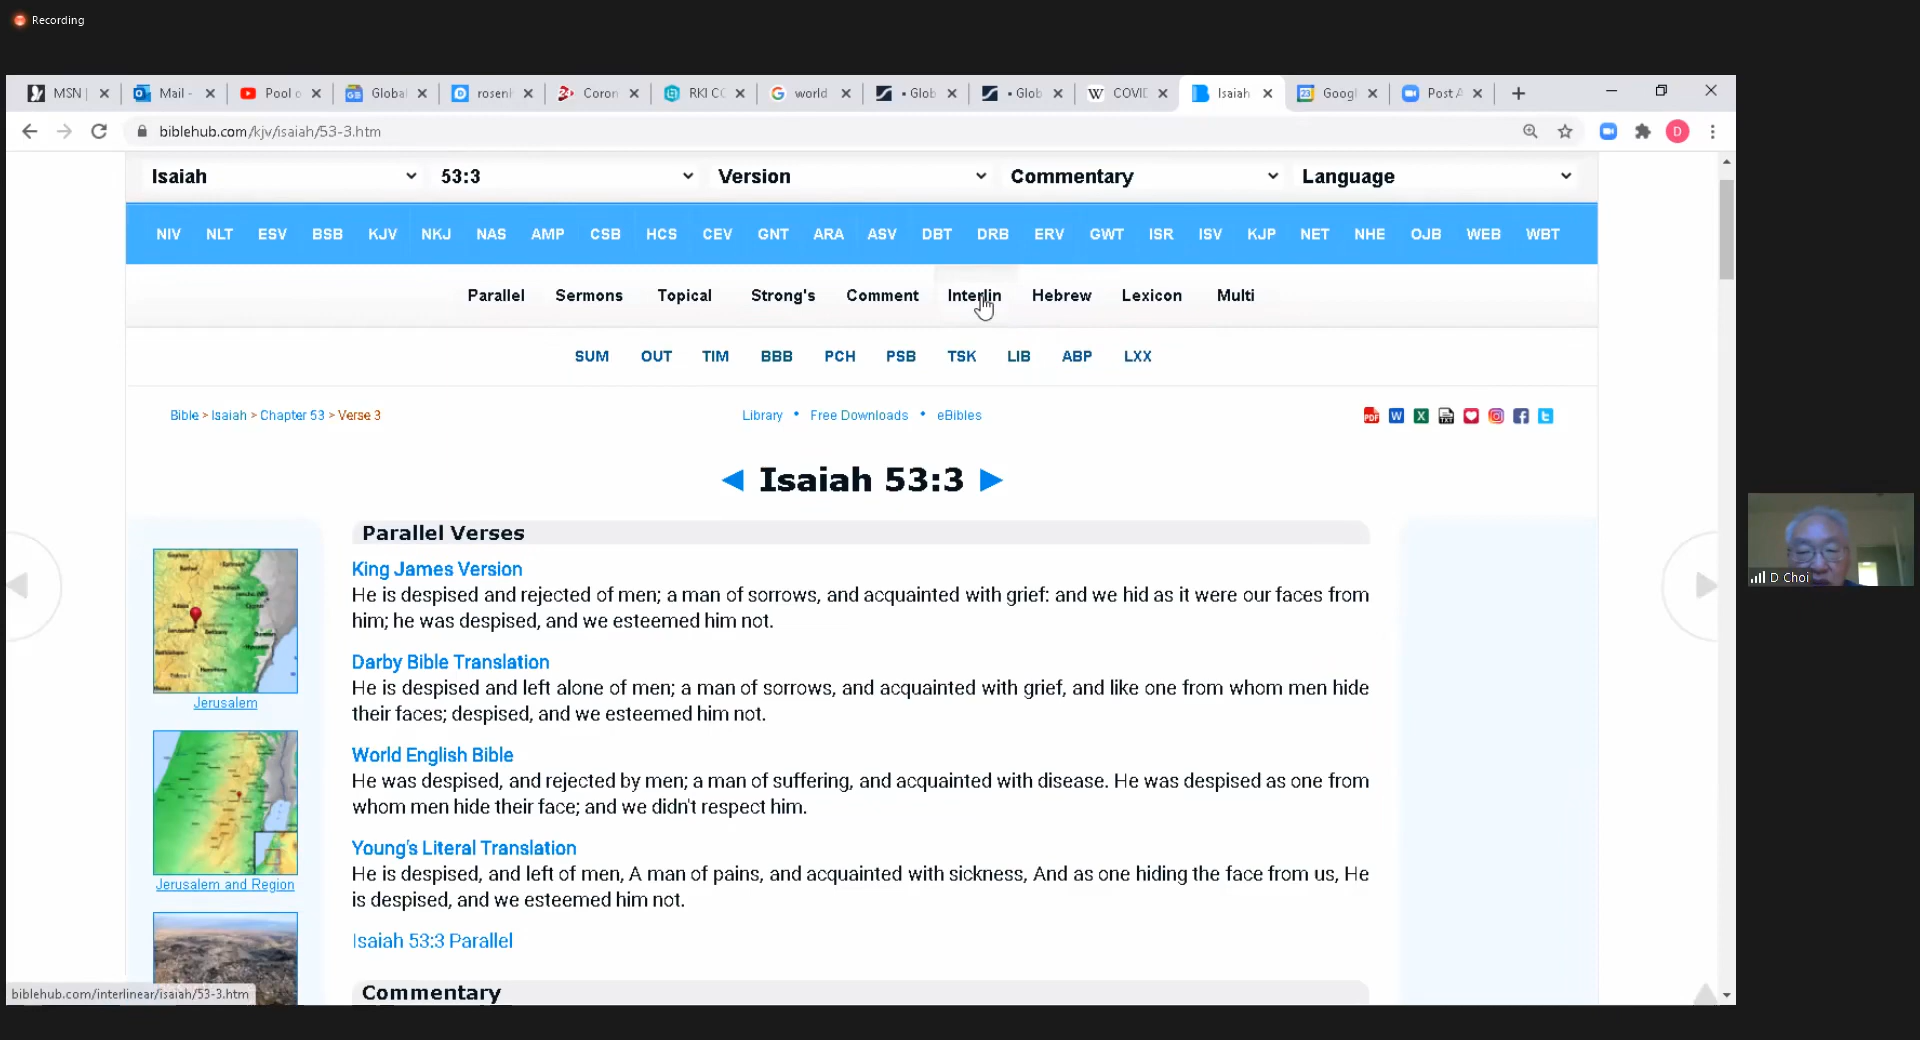 Recording
MSN | Mail - Pool o Global rosenh Coron RKI CO world • Glob • Glob COVID Isaiah Googl Post A
biblehub.com/kjv/isaiah/53-3.htm D
Isaiah 53:3 Version Commentary Language
NIV NLT ESV BSB KJV NKJ NAS AMP CSB HCS CEV GNT ARA ASV DBT DRB ERV GWT ISR ISV KJP NET NHE OJB WEB WBT
Parallel Sermons Topical Strong's Comment Interlin Hebrew Lexicon Multi
SUM OUT TIM BBB PCH PSB TSK LIB ABP LXX
Bible > Isaiah > Chapter 53 > Verse 3 Library • Free Downloads • eBibles
◄ Isaiah 53:3 ►
Parallel Verses
King James Version
He is despised and rejected of men; a man of sorrows, and acquainted with grief: and we hid as it were our faces from
him; he was despised, and we esteemed him not.
Darby Bible Translation
He is despised and left alone of men; a man of sorrows, and acquainted with grief, and like one from whom men hide
their faces; despised, and we esteemed him not.
World English Bible
He was despised, and rejected by men; a man of suffering, and acquainted with disease. He was despised as one from
whom men hide their face; and we didn't respect him.
Young's Literal Translation
He is despised, and left of men, A man of pains, and acquainted with sickness, And as one hiding the face from us, He
is despised, and we esteemed him not.
Isaiah 53:3 Parallel
Commentary
Jerusalem
Jerusalem and Region
biblehub.com/interlinear/isaiah/53-3.htm
D Choi